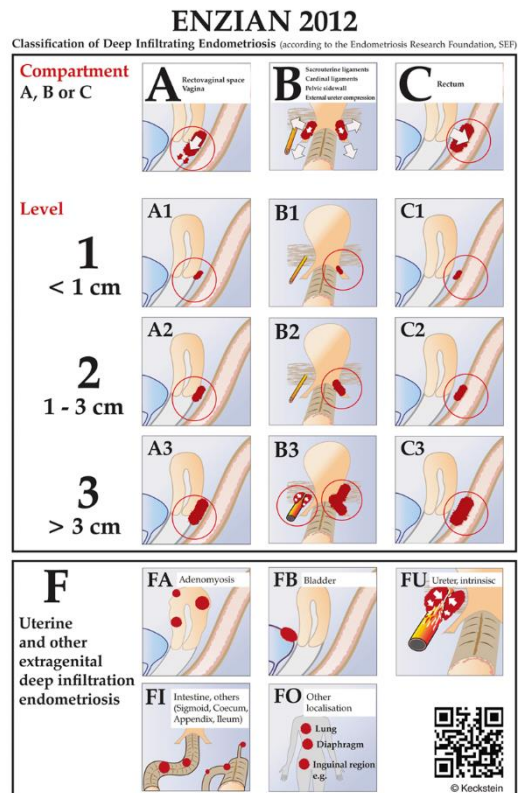 ENZIAN 2012
Classification of Deep Infiltrating Endometriosis (according to the Endometriosis Research Foundation, SEF)
Compartment
A, B or C
A
Rectovaginal space
Vagina
B
Sacrouterine ligaments
Cardinal ligaments
Pelvic sidewall
External ureter compression
C
Rectum
Level
1
< 1 cm
A1
B1
C1
2
1 - 3 cm
A2
B2
C2
3
> 3 cm
A3
B3
C3
F
Uterine
and other
extragenital
deep infiltration
endometriosis
FA Adenomyosis
FB Bladder
FU Ureter, intrinsisc
FI Intestine, others
(Sigmoid, Coecum,
Appendix, Ileum)
FO Other
localisation
Lung
Diaphragm
Inguinal region
e.g.
© Keckstein